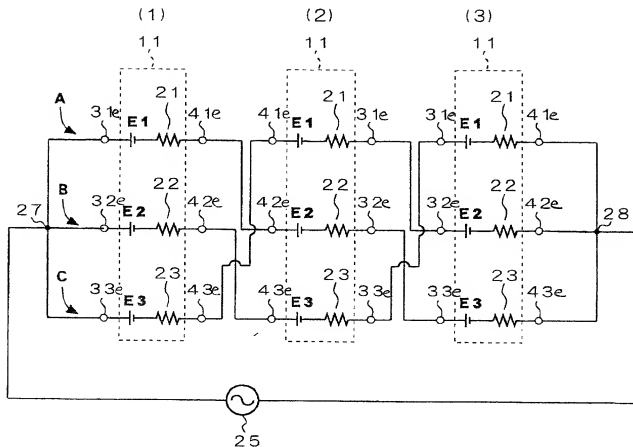 (1) (2) (3)
11 11 11
A 31e 21 41e 41e 21 31e 31e 21 41e
E1 E1 E1
27 B 32e 22 42e 42e 22 32e 32e 22 42e 28
E2 E2 E2
C 33e 23 43e 43e 23 33e 33e 23 43e
E3 E3 E3
25